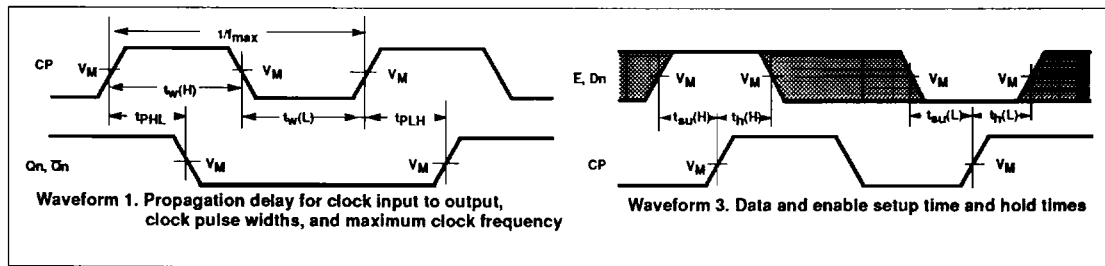 1/fmax
CP
VM
VM
VM
tw(H)
tPHL
tw(L)
tPLH
Qn, Q̅n
VM
VM
Waveform 1. Propagation delay for clock input to output,
clock pulse widths, and maximum clock frequency
E̅, Dn
VM
VM
VM
VM
tsu(H)
th(H)
tsu(L)
th(L)
CP
VM
VM
Waveform 3. Data and enable setup time and hold times